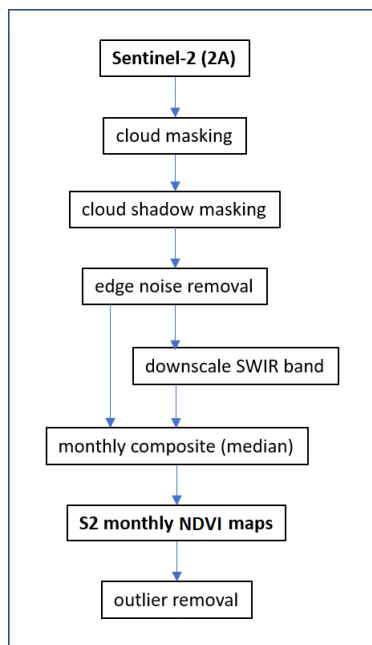 Sentinel-2 (2A)
cloud masking
cloud shadow masking
edge noise removal
downscale SWIR band
monthly composite (median)
S2 monthly NDVI maps
outlier removal